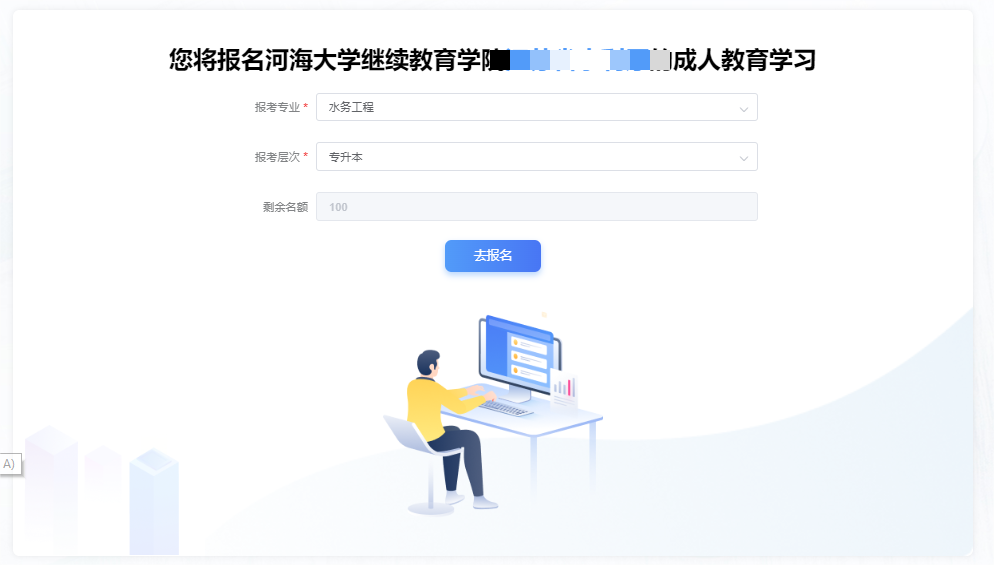 您将报名河海大学继续教育学院 的成人教育学习
报考专业 * 水务工程
报考层次 * 专升本
剩余名额 100
去报名
A)